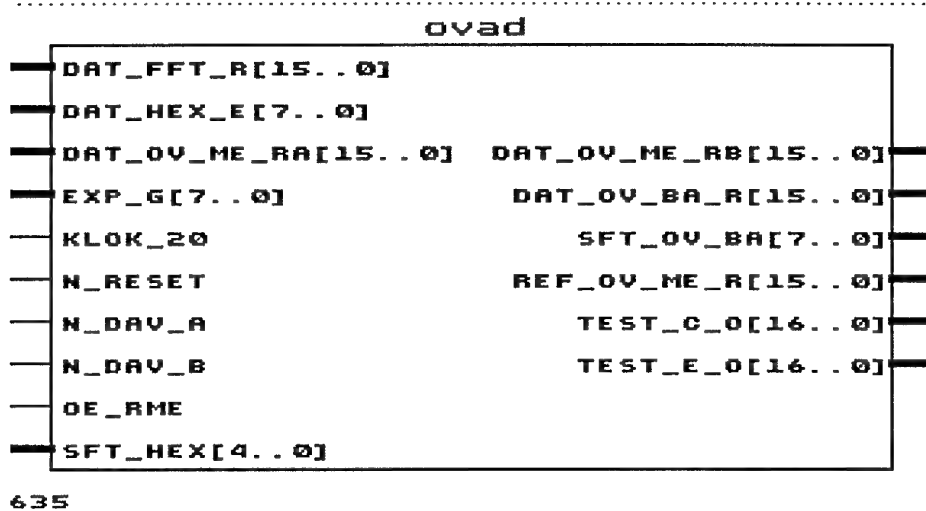 ovad
DAT_FFT_R[15..0]
DAT_HEX_E[7..0]
DAT_OV_ME_RA[15..0] DAT_OV_ME_RB[15..0]
EXP_G[7..0] DAT_OV_BA_R[15..0]
KLOK_20 SFT_OV_BA[7..0]
N_RESET REF_OV_ME_R[15..0]
N_DAV_A TEST_C_O[16..0]
N_DAV_B TEST_E_O[16..0]
OE_RME
SFT_HEX[4..0]
635